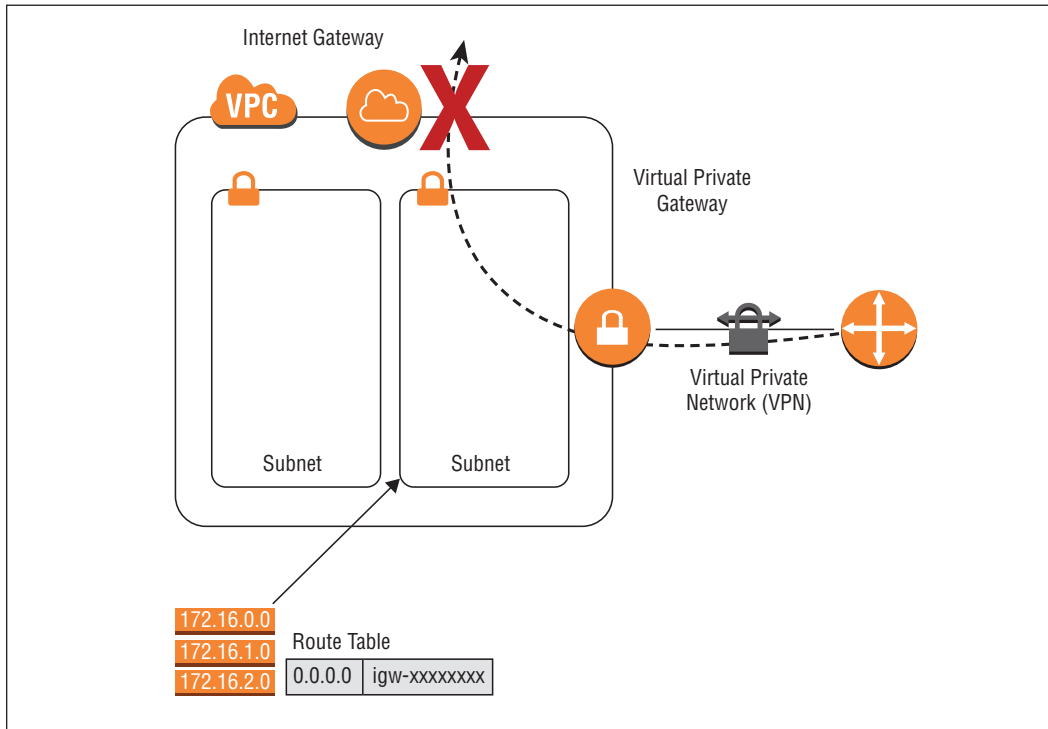 Internet Gateway
VPC
Virtual Private
Gateway
Virtual Private
Network (VPN)
Subnet
Subnet
172.16.0.0
172.16.1.0
172.16.2.0
Route Table
0.0.0.0
igw-xxxxxxxx